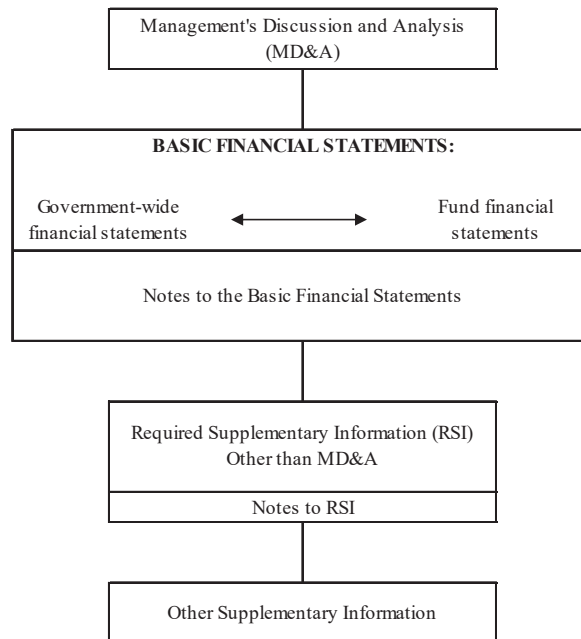 Management's Discussion and Analysis
(MD&A)
BASIC FINANCIAL STATEMENTS:
Government-wide
financial statements
Fund financial
statements
Notes to the Basic Financial Statements
Required Supplementary Information (RSI)
Other than MD&A
Notes to RSI
Other Supplementary Information